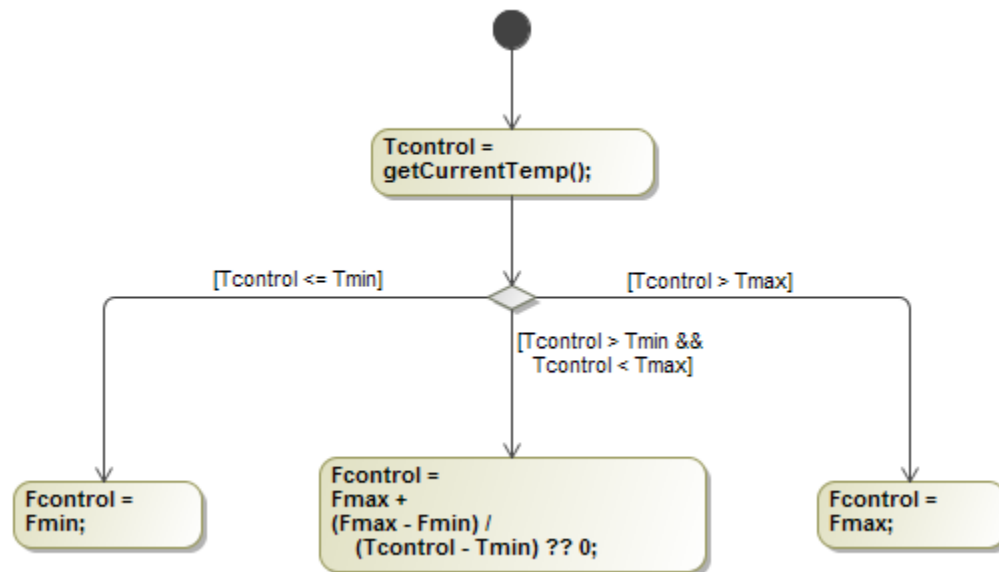 Tcontrol =
getCurrentTemp();
[Tcontrol <= Tmin]
[Tcontrol > Tmax]
[Tcontrol > Tmin &&
Tcontrol < Tmax]
Fcontrol =
Fmin;
Fcontrol =
Fmax +
(Fmax - Fmin) /
(Tcontrol - Tmin) ?? 0;
Fcontrol =
Fmax;